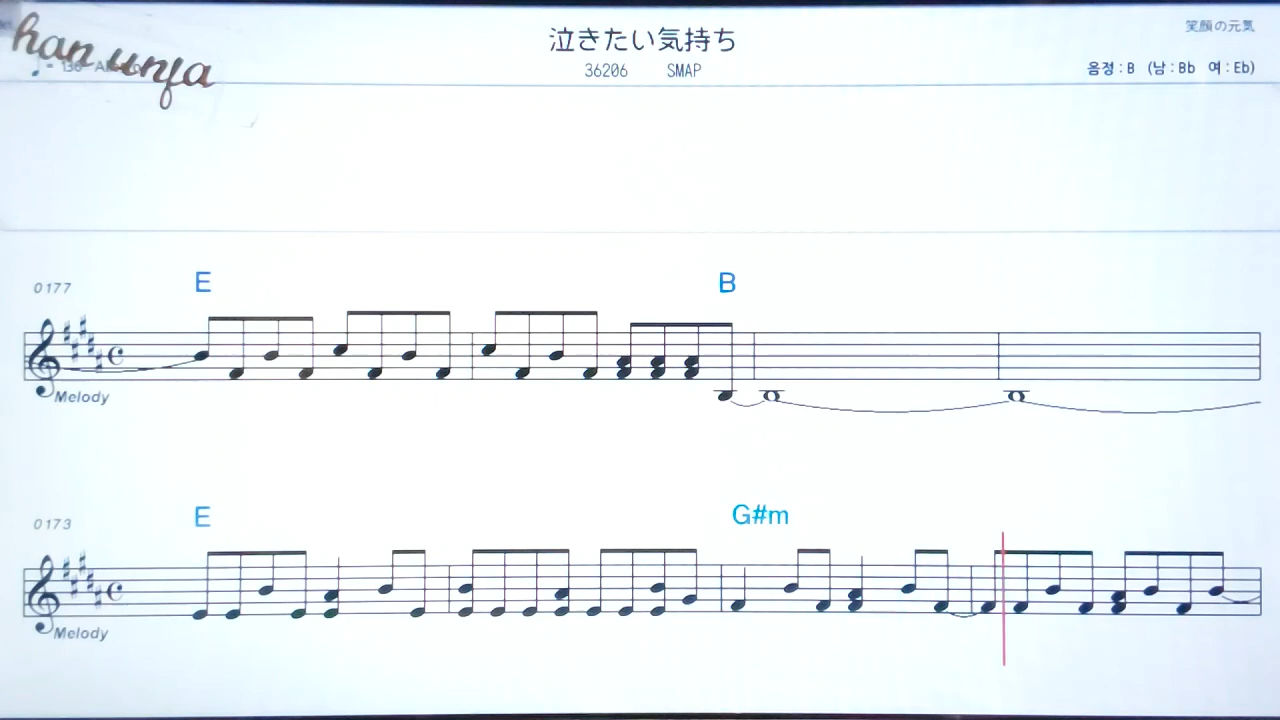 han unja
泣きたい気持ち
笑顔の元気
36206 SMAP
음정 : B (남 : Bb 여 : Eb)
0177
E B
Melody
0173
E G#m
Melody